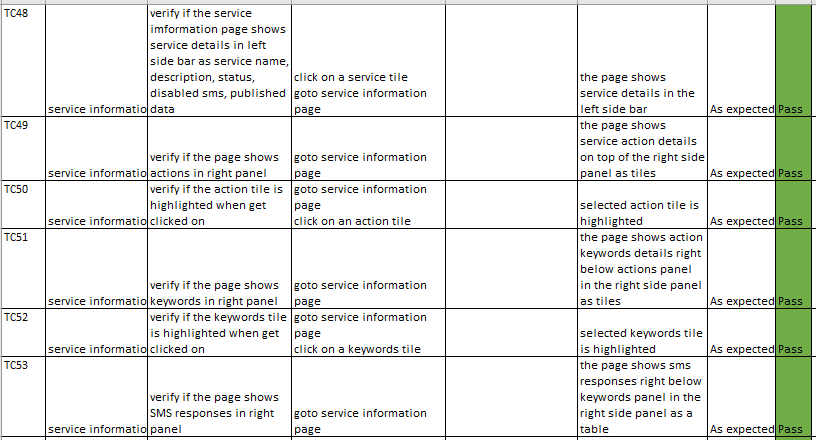 TC48
service informatio
verify if the service
imformation page shows
service details in left
side bar as service name,
description, status,
disabled sms, published
data
click on a service tile
goto service information
page
the page shows
service details in the
left side bar
As expected
Pass
TC49
service informatio
verify if the page shows
actions in right panel
goto service information
page
the page shows
service action details
on top of the right side
panel as tiles
As expected
Pass
TC50
service informatio
verify if the action tile is
highlighted when get
clicked on
goto service information
page
click on an action tile
selected action tile is
highlighted
As expected
Pass
TC51
service informatio
verify if the page shows
keywords in right panel
goto service information
page
the page shows action
keywords details right
below actions panel
in the right side panel
as tiles
As expected
Pass
TC52
service informatio
verify if the keywords tile
is highlighted when get
clicked on
goto service information
page
click on a keywords tile
selected keywords tile
is highlighted
As expected
Pass
TC53
service informatio
verify if the page shows
SMS responses in right
panel
goto service information
page
the page shows sms
responses right below
keywords panel in the
right side panel as a
table
As expected
Pass